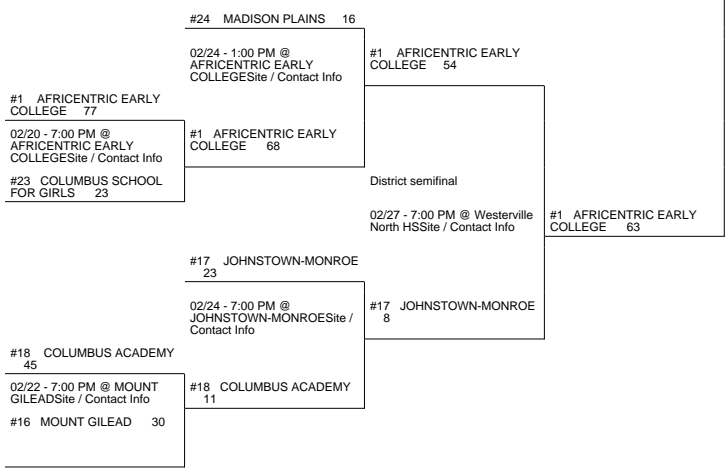 #24 MADISON PLAINS 16
02/24 - 1:00 PM @
AFRICENTRIC EARLY
COLLEGESite / Contact Info
#1 AFRICENTRIC EARLY
COLLEGE 54
#1 AFRICENTRIC EARLY
COLLEGE 77
02/20 - 7:00 PM @
AFRICENTRIC EARLY
COLLEGESite / Contact Info
#1 AFRICENTRIC EARLY
COLLEGE 68
#23 COLUMBUS SCHOOL
FOR GIRLS 23
District semifinal
02/27 - 7:00 PM @ Westerville
North HSSite / Contact Info
#1 AFRICENTRIC EARLY
COLLEGE 63
#17 JOHNSTOWN-MONROE
23
02/24 - 7:00 PM @
JOHNSTOWN-MONROESite /
Contact Info
#17 JOHNSTOWN-MONROE
8
#18 COLUMBUS ACADEMY
45
02/22 - 7:00 PM @ MOUNT
GILEADSite / Contact Info
#18 COLUMBUS ACADEMY
11
#16 MOUNT GILEAD 30